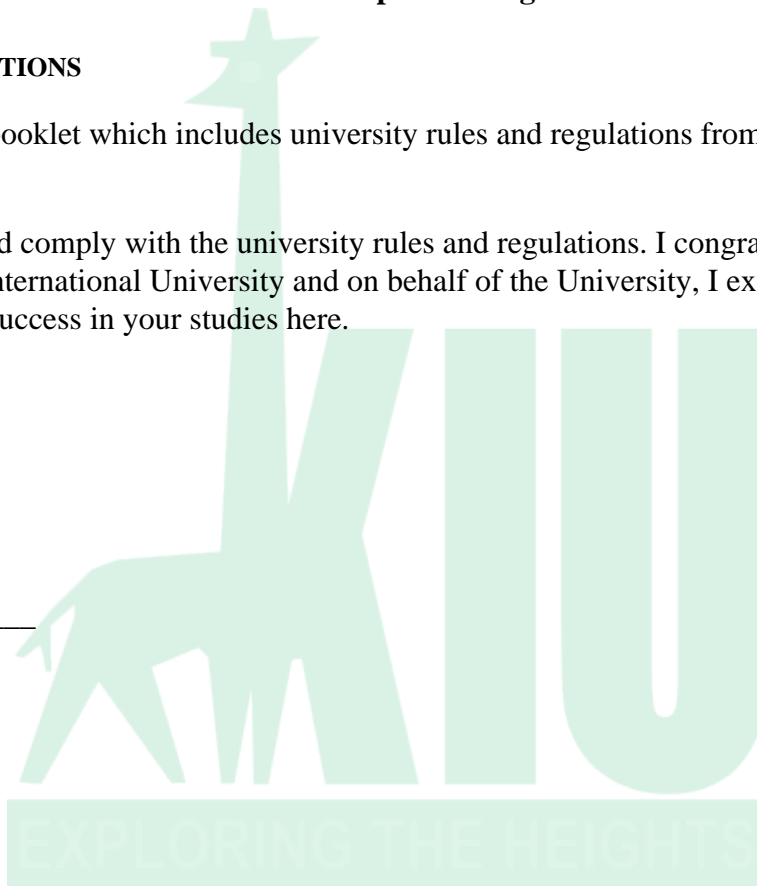 TIONS
ooklet which includes university rules and regulations from
d comply with the university rules and regulations. I congra
nternational University and on behalf of the University, I ex
uccess in your studies here.
KIU
EXPLORING THE HEIGHTS